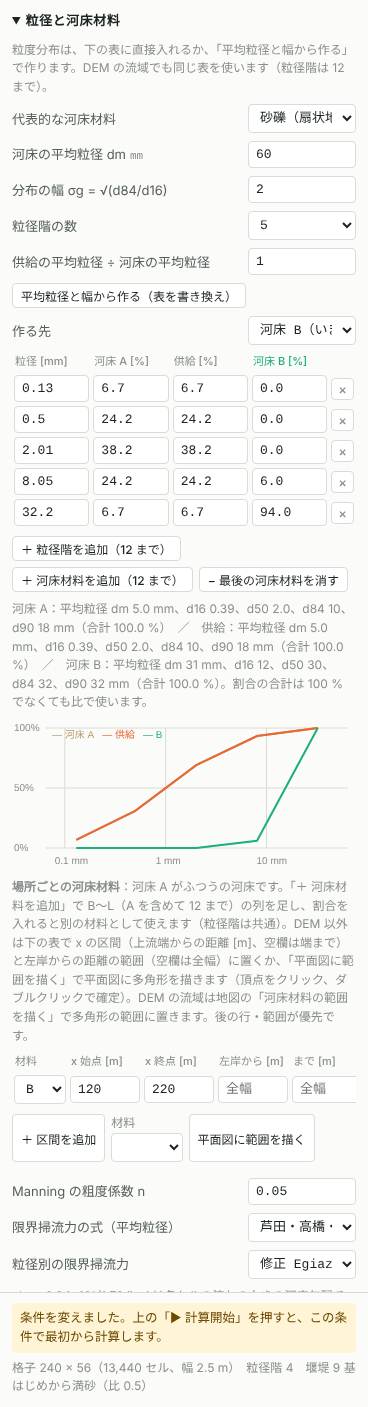 ▼ 粒径と河床材料
粒度分布は、下の表に直接入れるか、「平均粒径と幅から作る」
で作ります。DEM の流域でも同じ表を使います（粒径階は 12
まで）。
代表的な河床材料 砂礫（扇状地
河床の平均粒径 dm mm 60
分布の幅 σg = √(d84/d16) 2
粒径階の数 5
供給の平均粒径 ÷ 河床の平均粒径 1
平均粒径と幅から作る（表を書き換え）
作る先 河床 B（いま
粒径 [mm] 河床 A [%] 供給 [%] 河床 B [%]
0.13 6.7 6.7 0.0 ×
0.5 24.2 24.2 0.0 ×
2.01 38.2 38.2 0.0 ×
8.05 24.2 24.2 6.0 ×
32.2 6.7 6.7 94.0 ×
＋ 粒径階を追加（12 まで）
＋ 河床材料を追加（12 まで） − 最後の河床材料を消す
河床 A：平均粒径 dm 5.0 mm、d16 0.39、d50 2.0、d84 10、
d90 18 mm（合計 100.0 %） ／ 供給：平均粒径 dm 5.0
mm、d16 0.39、d50 2.0、d84 10、d90 18 mm（合計 100.0
%） ／ 河床 B：平均粒径 dm 31 mm、d16 12、d50 30、
d84 32、d90 32 mm（合計 100.0 %）。割合の合計は 100 %
でなくても比で使います。
100% — 河床 A — 供給 — B
50%
0%
0.1 mm 1 mm 10 mm
場所ごとの河床材料：河床 A がふつうの河床です。「＋ 河床材
料を追加」で B〜L（A を含めて 12 まで）の列を足し、割合を
入れると別の材料として使えます（粒径階は共通）。DEM 以外
は下の表で x の区間（上流端からの距離 [m]、空欄は端まで）
と左岸からの距離の範囲（空欄は全幅）に置くか、「平面図に範
囲を描く」で平面図に多角形を描きます（頂点をクリック、ダ
ブルクリックで確定）。DEM の流域は地図の「河床材料の範囲
を描く」で多角形の範囲に置きます。後の行・範囲が優先で
す。
材料 x 始点 [m] x 終点 [m] 左岸から [m] まで [m]
B 120 220 全幅 全幅
＋ 区間を追加 材料 平面図に範囲を描く
Manning の粗度係数 n 0.05
限界掃流力の式（平均粒径） 芦田・高橋・
粒径別の限界掃流力 修正 Egiaz
条件を変えました。上の「▶ 計算開始」を押すと、この条
件で最初から計算します。
格子 240 × 56（13,440 セル、幅 2.5 m） 粒径階 4 堰堤 9 基
はじめから満砂（比 0.5）